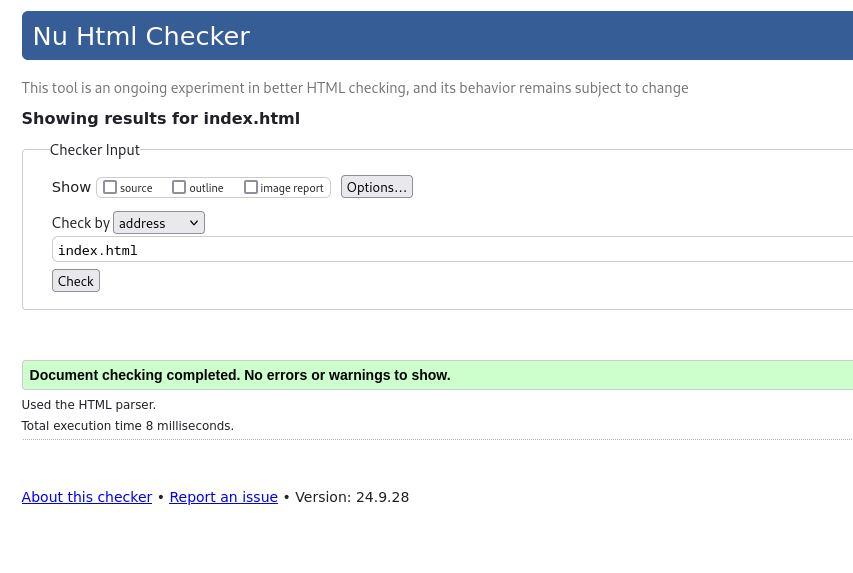 Nu Html Checker
This tool is an ongoing experiment in better HTML checking, and its behavior remains subject to change
Showing results for index.html
Checker Input
Show source outline image report Options...
Check by address
index.html
Check
Document checking completed. No errors or warnings to show.
Used the HTML parser.
Total execution time 8 milliseconds.
About this checker • Report an issue • Version: 24.9.28